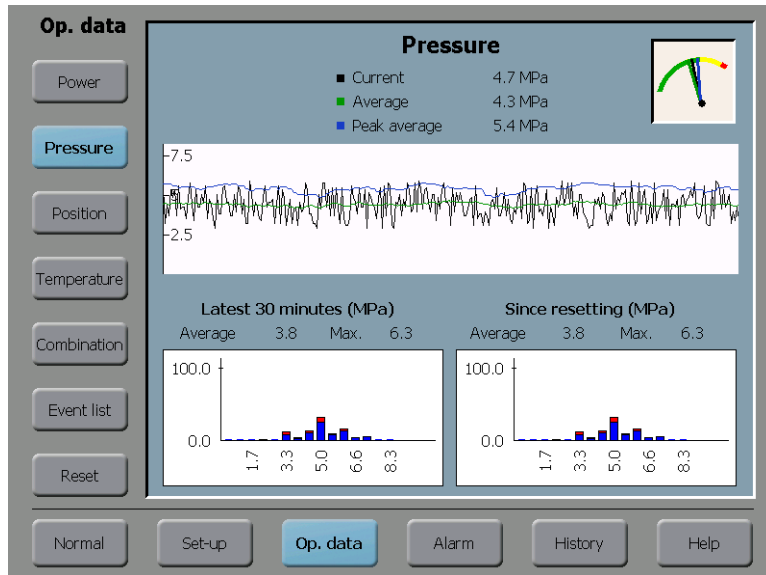 Op. data
Power
Pressure
Position
Temperature
Combination
Event list
Reset
Pressure
Current 4.7 MPa
Average 4.3 MPa
Peak average 5.4 MPa
7.5
5
2.5
Latest 30 minutes (MPa)
Average 3.8 Max. 6.3
100.0
0.0
1.7 3.3 5.0 6.6 8.3
Since resetting (MPa)
Average 3.8 Max. 6.3
100.0
0.0
1.7 3.3 5.0 6.6 8.3
Normal Set-up Op. data Alarm History Help